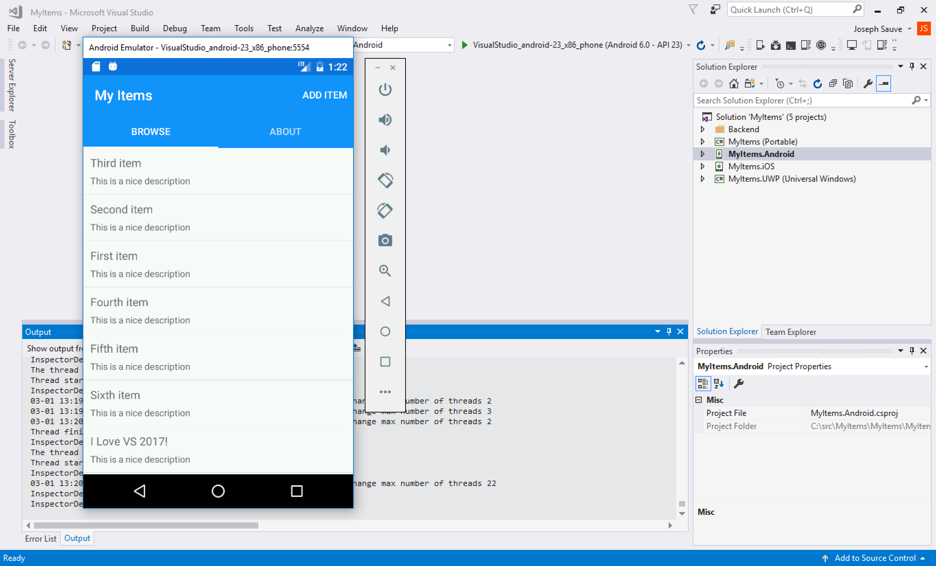 MyItems - Microsoft Visual Studio
Quick Launch (Ctrl+Q)
File Edit View Project Build Debug Team Tools Test Analyze Window Help
Joseph Sauve JS
Android Emulator - VisualStudio_android-23_x86_phone:5554
Android
VisualStudio_android-23_x86_phone (Android 6.0 - API 23)
Server Explorer
Toolbox
1:22
My Items
ADD ITEM
BROWSE
ABOUT
Third item
This is a nice description
Second item
This is a nice description
First item
This is a nice description
Fourth item
This is a nice description
Fifth item
This is a nice description
Sixth item
This is a nice description
I Love VS 2017!
This is a nice description
Output
Show output fro
InspectorDe
The thread
Thread star
InspectorDe
03-01 13:19 hange max number of threads 2
03-01 13:19 hange max number of threads 3
03-01 13:20 hange max number of threads 2
Thread fini
InspectorDe
The thread
Thread star
InspectorDe
03-01 13:20 hange max number of threads 22
InspectorDe
InspectorDe
Error List Output
Solution Explorer
Search Solution Explorer (Ctrl+;)
Solution 'MyItems' (5 projects)
Backend
MyItems (Portable)
MyItems.Android
MyItems.iOS
MyItems.UWP (Universal Windows)
Solution Explorer Team Explorer
Properties
MyItems.Android Project Properties
Misc
Project File MyItems.Android.csproj
Project Folder C:\src\MyItems\MyItems\MyIten
Misc
Ready
Add to Source Control